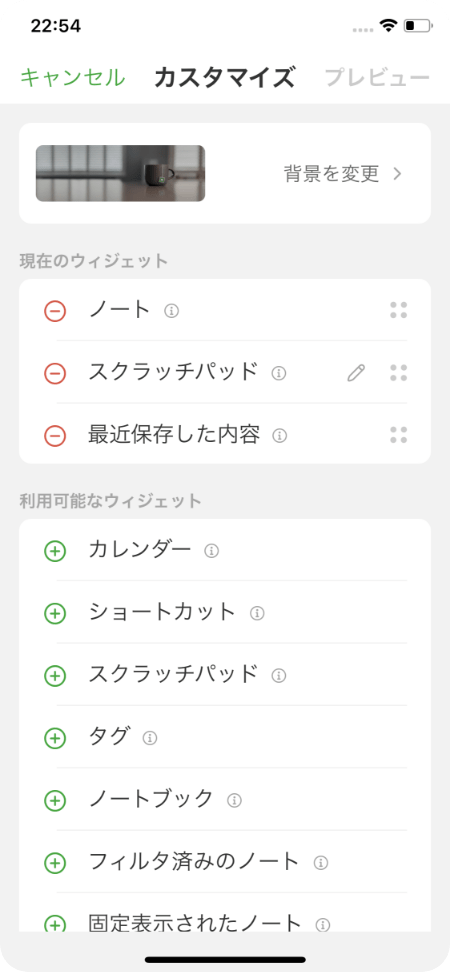 22:54
キャンセル カスタマイズ プレビュー
背景を変更
現在のウィジェット
ノート
スクラッチパッド
最近保存した内容
利用可能なウィジェット
カレンダー
ショートカット
スクラッチパッド
タグ
ノートブック
フィルタ済みのノート
固定表示されたノート